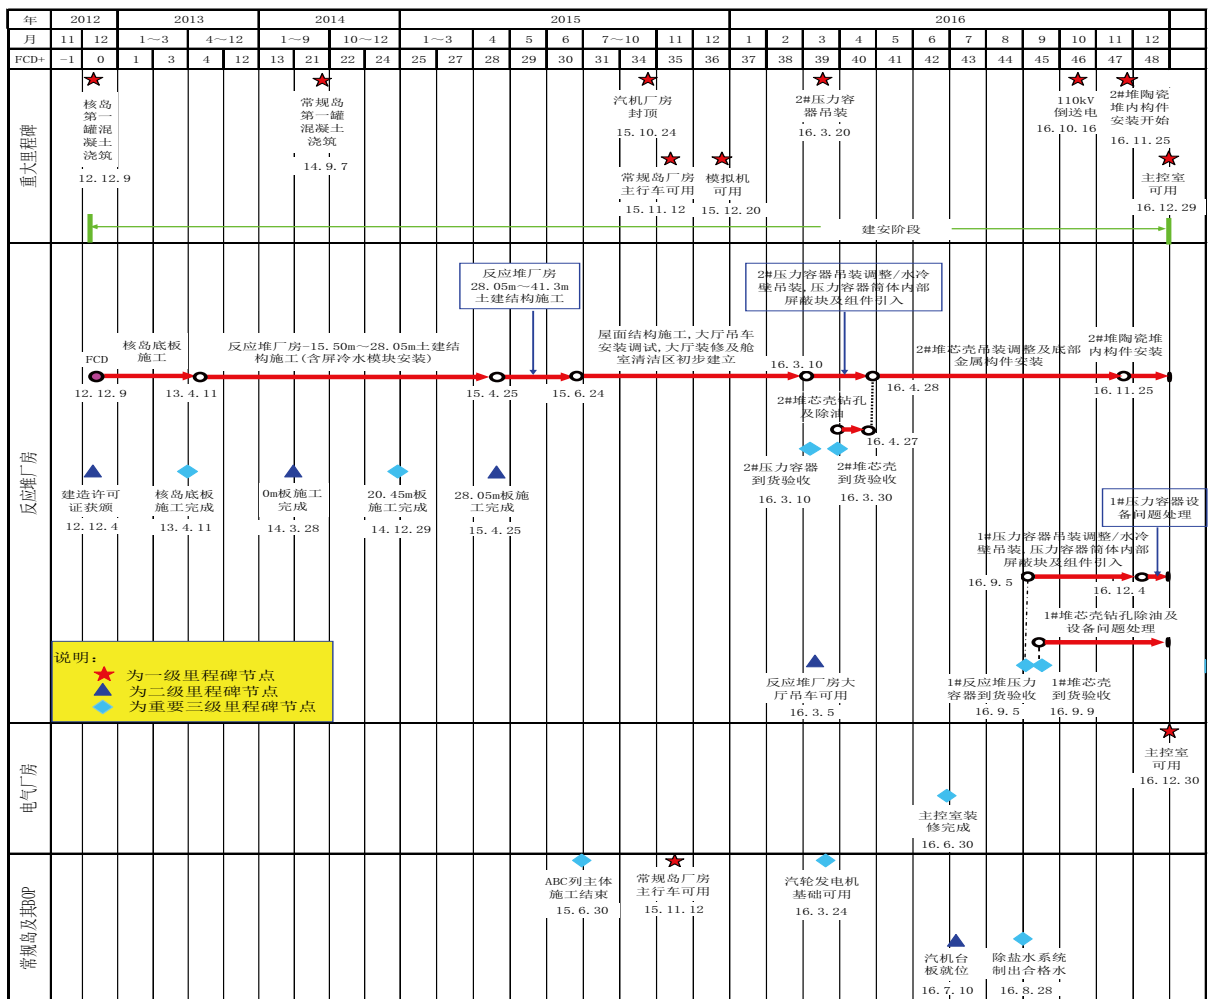 年 2012 2013 2014 2015 2016
月 11 12 1～3 4～12 1～9 10～12 1～3 4 5 6 7～10 11 12 1 2 3 4 5 6 7 8 9 10 11 12
FCD+ -1 0 1 3 4 12 13 21 22 24 25 27 28 29 30 31 34 35 36 37 38 39 40 41 42 43 44 45 46 47 48
重大里程碑
核岛
第一
罐混
凝土
浇筑
12.12.9
常规岛
第一罐
混凝土
浇筑
14.9.7
汽机厂房
封顶
15.10.24
常规岛厂房
主行车可用
15.11.12
模拟机
可用
15.12.20
2#压力容
器吊装
16.3.20
110kV
倒送电
16.10.16
2#堆陶瓷
堆内构件
安装开始
16.11.25
主控室
可用
16.12.29
建安阶段
反应堆厂房
反应堆厂房
28.05m～41.3m
土建结构施工
2#压力容器吊装调整/水冷
壁吊装,压力容器筒体内部
屏蔽块及组件引入
FCD
12.12.9
核岛底板
施工
13.4.11
反应堆厂房-15.50m～28.05m土建结
构施工(含屏冷水模块安装)
15.4.25
15.6.24
屋面结构施工,大厅吊车
安装调试,大厅装修及舱
室清洁区初步建立
16.3.10
2#堆芯壳吊装调整及底部
金属构件安装
16.4.28
2#堆陶瓷堆
内构件安装
16.11.25
2#堆芯壳钻孔
及除油
16.4.27
建造许可
证获颁
12.12.4
核岛底板
施工完成
13.4.11
0m板施工
完成
14.3.28
20.45m板
施工完成
14.12.29
28.05m板施
工完成
15.4.25
2#压力容器
到货验收
16.3.10
2#堆芯壳
到货验收
16.3.30
1#压力容器设
备问题处理
1#压力容器吊装调整/水冷
壁吊装,压力容器筒体内部
屏蔽块及组件引入
16.9.5
16.12.4
1#堆芯壳钻孔除油及
设备问题处理
反应堆厂房大
厅吊车可用
16.3.5
1#反应堆压力
容器到货验收
16.9.5
1#堆芯壳
到货验收
16.9.9
说明：
为一级里程碑节点
为二级里程碑节点
为重要三级里程碑节点
电气厂房
主控室
可用
16.12.30
主控室装
修完成
16.6.30
常规岛及其BOP
ABC列主体
施工结束
15.6.30
常规岛厂房
主行车可用
15.11.12
汽轮发电机
基础可用
16.3.24
汽机台
板就位
16.7.10
除盐水系统
制出合格水
16.8.28